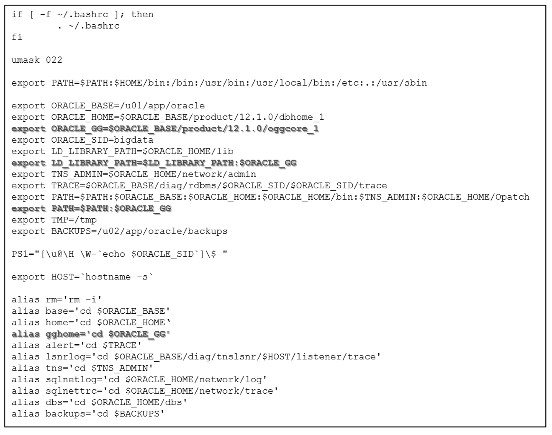 if [ -f ~/.bashrc ]; then
. ~/.bashrc
fi
umask 022
export PATH=$PATH:$HOME/bin:/bin:/usr/bin:/usr/local/bin:/etc:.:/usr/sbin
export ORACLE_BASE=/u01/app/oracle
export ORACLE_HOME=$ORACLE_BASE/product/12.1.0/dbhome_1
export ORACLE_GG=$ORACLE_BASE/product/12.1.0/oggcore_1
export ORACLE_SID=bigdata
export LD_LIBRARY_PATH=$ORACLE_HOME/lib
export LD_LIBRARY_PATH=$LD_LIBRARY_PATH:$ORACLE_GG
export TNS_ADMIN=$ORACLE_HOME/network/admin
export TRACE=$ORACLE_BASE/diag/rdbms/$ORACLE_SID/$ORACLE_SID/trace
export PATH=$PATH:$ORACLE_BASE:$ORACLE_HOME:$ORACLE_HOME/bin:$TNS_ADMIN:$ORACLE_HOME/Opatch
export PATH=$PATH:$ORACLE_GG
export TMP=/tmp
export BACKUPS=/u02/app/oracle/backups
PS1="[\u@\H \W-`echo $ORACLE_SID`]\$ "
export HOST=`hostname -s`
alias rm='rm -i'
alias base='cd $ORACLE_BASE'
alias home='cd $ORACLE_HOME'
alias gghome='cd $ORACLE_GG'
alias alert='cd $TRACE'
alias lsnrlog='cd $ORACLE_BASE/diag/tnslsnr/$HOST/listener/trace'
alias tns='cd $TNS_ADMIN'
alias sqlnetlog='cd $ORACLE_HOME/network/log'
alias sqlnettrc='cd $ORACLE_HOME/network/trace'
alias dbs='cd $ORACLE_HOME/dbs'
alias backups='cd $BACKUPS'